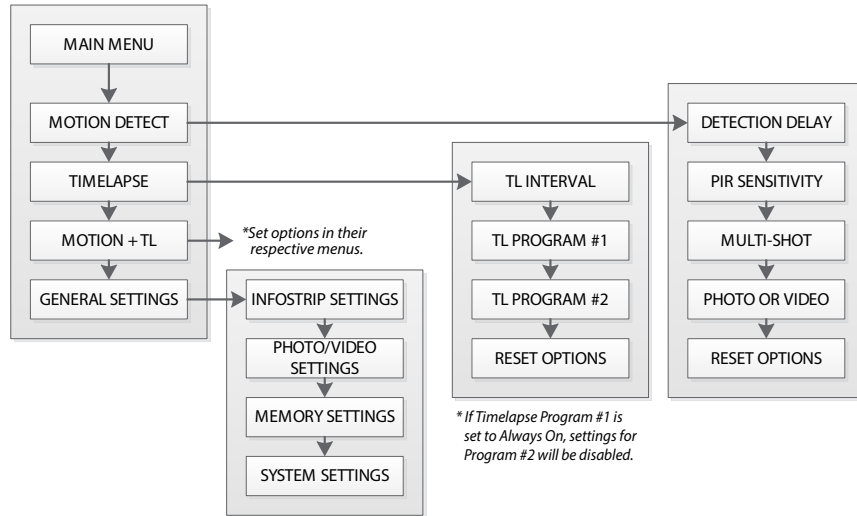 MAIN MENU
MOTION DETECT
TIMELAPSE
MOTION + TL
GENERAL SETTINGS
*Set options in their
respective menus.
INFOSTRIP SETTINGS
PHOTO/VIDEO
SETTINGS
MEMORY SETTINGS
SYSTEM SETTINGS
TL INTERVAL
TL PROGRAM #1
TL PROGRAM #2
RESET OPTIONS
* If Timelapse Program #1 is
set to Always On, settings for
Program #2 will be disabled.
DETECTION DELAY
PIR SENSITIVITY
MULTI-SHOT
PHOTO OR VIDEO
RESET OPTIONS